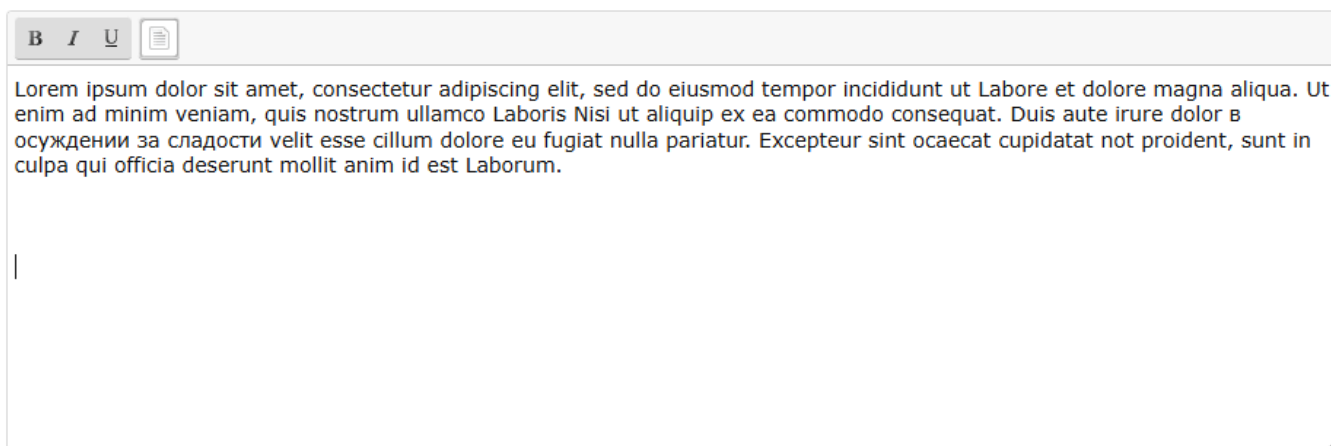 B I U
Lorem ipsum dolor sit amet, consectetur adipiscing elit, sed do eiusmod tempor incididunt ut Labore et dolore magna aliqua. Ut
enim ad minim veniam, quis nostrum ullamco Laboris Nisi ut aliquip ex ea commodo consequat. Duis aute irure dolor в
осуждении за сладости velit esse cillum dolore eu fugiat nulla pariatur. Excepteur sint ocaecat cupidatat not proident, sunt in
culpa qui officia deserunt mollit anim id est Laborum.